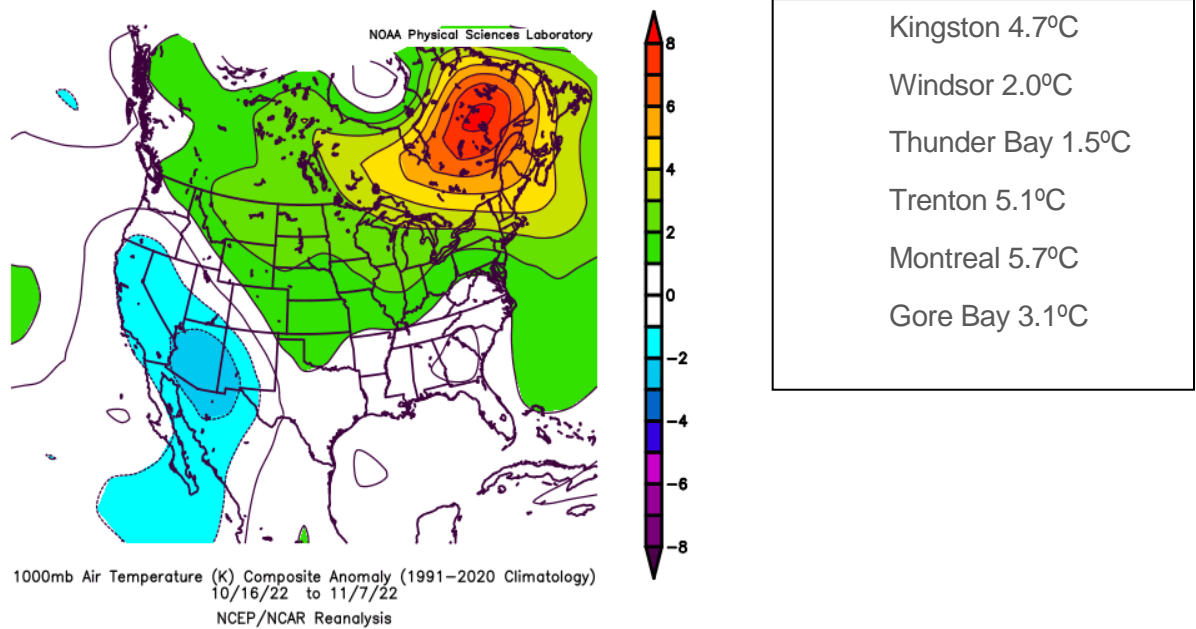 NOAA Physical Sciences Laboratory
8
6
4
2
0
−2
−4
−6
−8
1000mb Air Temperature (K) Composite Anomaly (1991−2020 Climatology)
10/16/22 to 11/7/22
NCEP/NCAR Reanalysis
Kingston 4.7ºC
Windsor 2.0ºC
Thunder Bay 1.5ºC
Trenton 5.1ºC
Montreal 5.7ºC
Gore Bay 3.1ºC